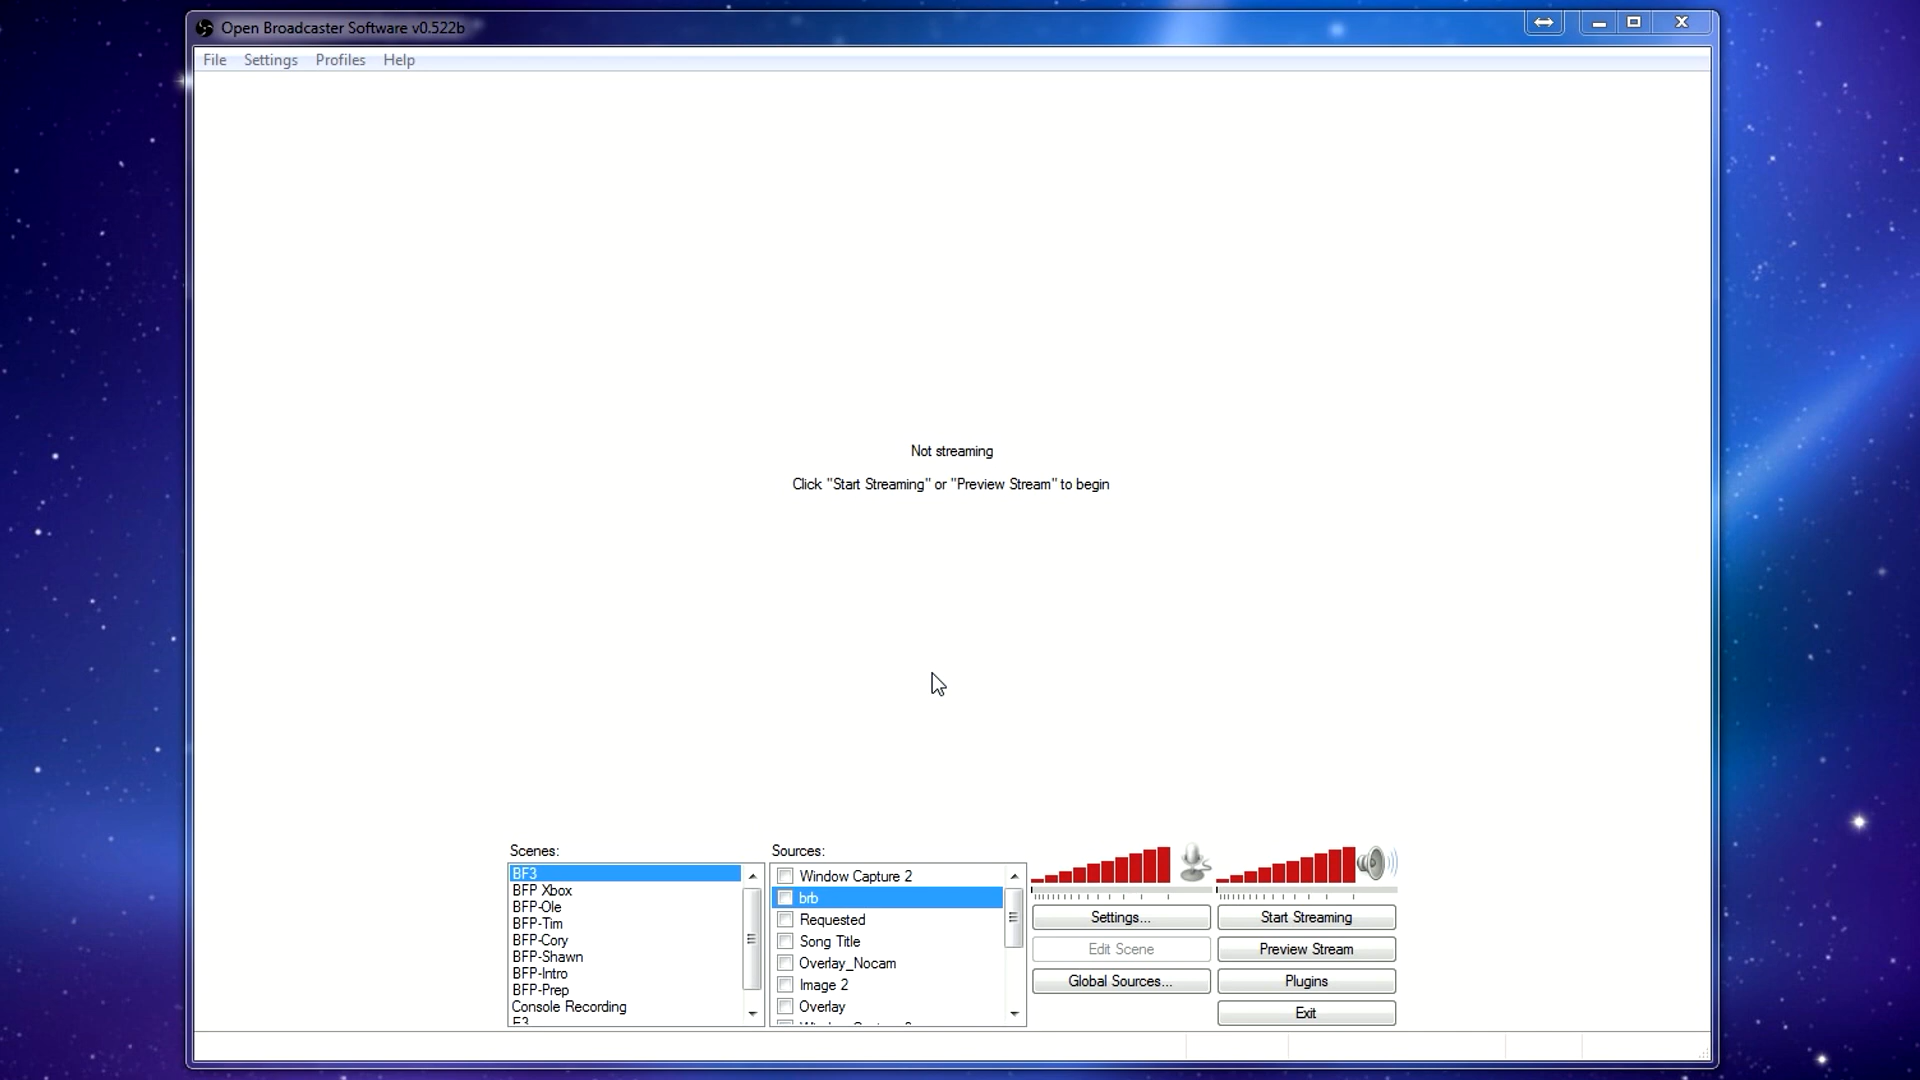 Open Broadcaster Software v0.522b
File Settings Profiles Help
Not streaming
Click "Start Streaming" or "Preview Stream" to begin
Scenes:
BF3
BFP Xbox
BFP-Ole
BFP-Tim
BFP-Cory
BFP-Shawn
BFP-Intro
BFP-Prep
Console Recording
Sources:
Window Capture 2
brb
Requested
Song Title
Overlay_Nocam
Image 2
Overlay
Settings...
Start Streaming
Edit Scene
Preview Stream
Global Sources...
Plugins
Exit